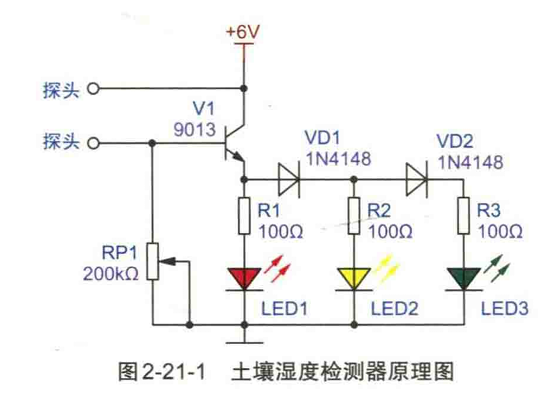 +6V
探头
V1
9013
探头
VD1
1N4148
VD2
1N4148
R1
100Ω
R2
100Ω
R3
100Ω
RP1
200kΩ
LED1
LED2
LED3
图2-21-1 土壤湿度检测器原理图